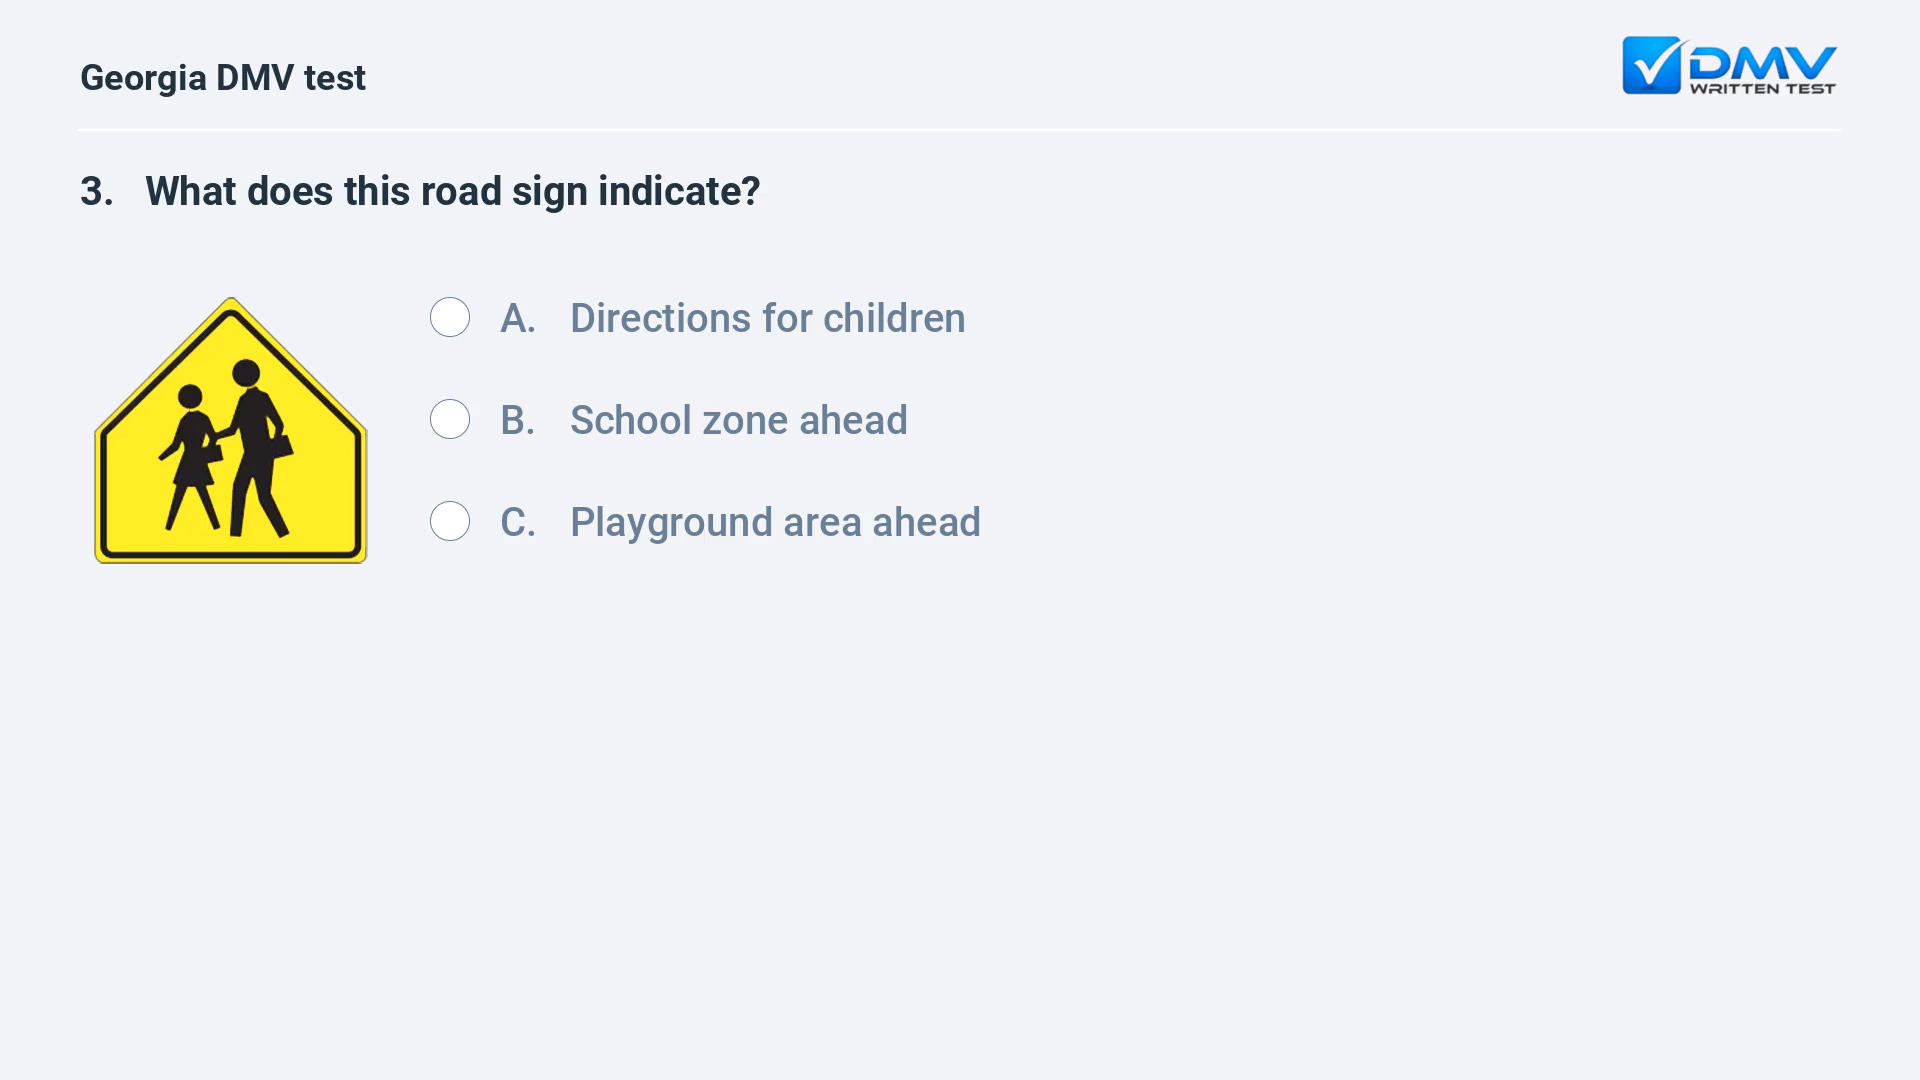 Georgia DMV test
DMV
WRITTEN TEST
3. What does this road sign indicate?
A. Directions for children
B. School zone ahead
C. Playground area ahead